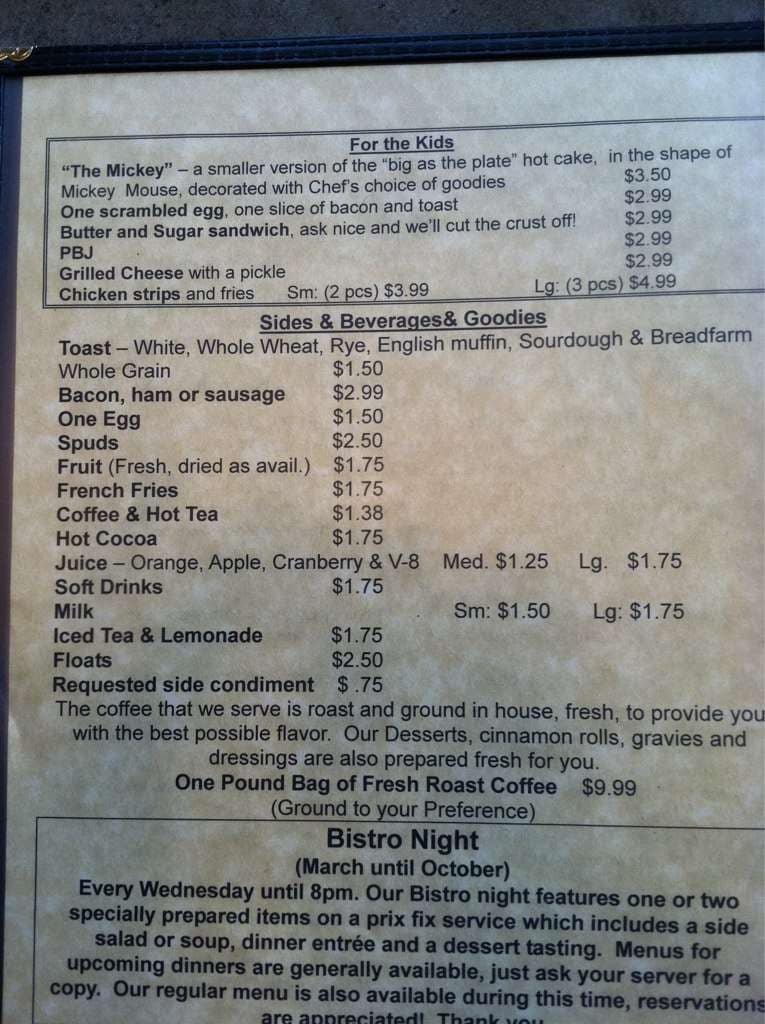 For the Kids
“The Mickey” – a smaller version of the “big as the plate” hot cake, in the shape of
Mickey Mouse, decorated with Chef's choice of goodies $3.50
One scrambled egg, one slice of bacon and toast $2.99
Butter and Sugar sandwich, ask nice and we'll cut the crust off! $2.99
PBJ $2.99
Grilled Cheese with a pickle $2.99
Chicken strips and fries Sm: (2 pcs) $3.99 Lg: (3 pcs) $4.99
Sides & Beverages& Goodies
Toast – White, Whole Wheat, Rye, English muffin, Sourdough & Breadfarm
Whole Grain $1.50
Bacon, ham or sausage $2.99
One Egg $1.50
Spuds $2.50
Fruit (Fresh, dried as avail.) $1.75
French Fries $1.75
Coffee & Hot Tea $1.38
Hot Cocoa $1.75
Juice – Orange, Apple, Cranberry & V-8 Med. $1.25 Lg. $1.75
Soft Drinks $1.75
Milk Sm: $1.50 Lg: $1.75
Iced Tea & Lemonade $1.75
Floats $2.50
Requested side condiment $ .75
The coffee that we serve is roast and ground in house, fresh, to provide you
with the best possible flavor. Our Desserts, cinnamon rolls, gravies and
dressings are also prepared fresh for you.
One Pound Bag of Fresh Roast Coffee $9.99
(Ground to your Preference)
Bistro Night
(March until October)
Every Wednesday until 8pm. Our Bistro night features one or two
specially prepared items on a prix fix service which includes a side
salad or soup, dinner entrée and a dessert tasting. Menus for
upcoming dinners are generally available, just ask your server for a
copy. Our regular menu is also available during this time, reservations
are appreciated! Thank you